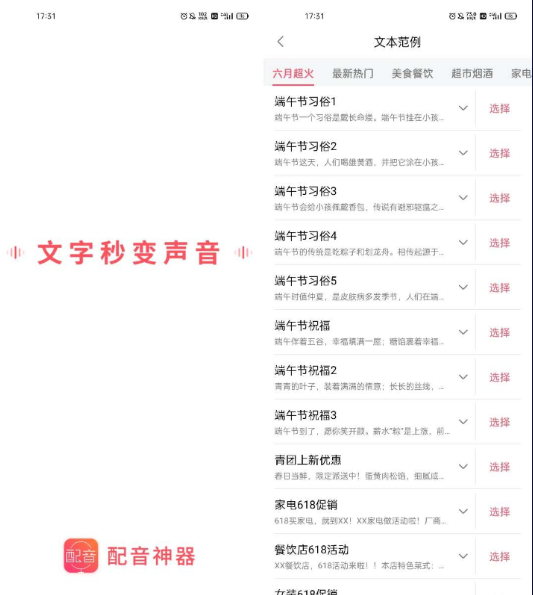 17:31
文字秒变声音
配音
配音神器
17:31
文本范例
六月超火 最新热门 美食餐饮 超市烟酒 家电
端午节习俗1
端午节一个习俗是戴长命缕。端午节挂在小孩...
选择
端午节习俗2
端午节这天，人们喝雄黄酒，并把它涂在小孩...
选择
端午节习俗3
端午节会给小孩佩戴香包，传说有避邪驱瘟之...
选择
端午节习俗4
端午节的传统是吃粽子和划龙舟。相传起源于...
选择
端午节习俗5
端午时值仲夏，是皮肤病多发季节，人们在端...
选择
端午节祝福
端午伴着五谷，幸福填满一屋；糖馅裹着幸福...
选择
端午节祝福2
青青的叶子，装着满满的情意；长长的丝线，...
选择
端午节祝福3
端午节到了，愿你笑开颜。薪水"粽"是上涨，前...
选择
青团上新优惠
春日当鲜，限定派送中！蛋黄肉松馅，细腻咸...
选择
家电618促销
618买家电，就到XX！XX家电做活动啦！厂商...
选择
餐饮店618活动
XX餐饮店，618活动来啦！！本店特色菜式：...
选择
女装618促销